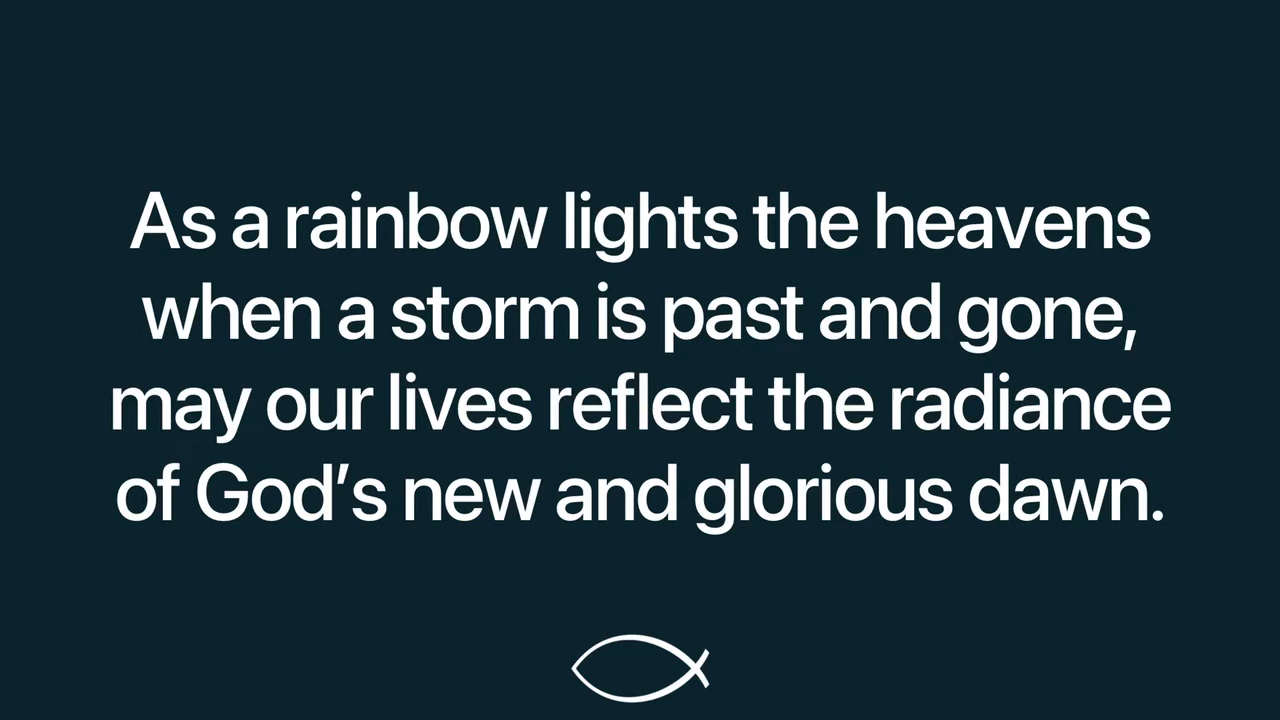 As a rainbow lights the heavens
when a storm is past and gone,
may our lives reflect the radiance
of God’s new and glorious dawn.